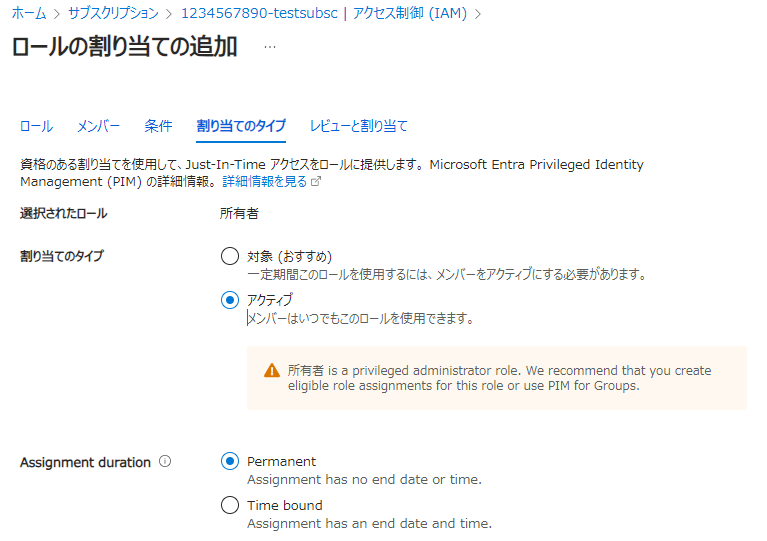 ホーム > サブスクリプション > 1234567890-testsubsc | アクセス制御 (IAM) >
ロールの割り当ての追加 …
ロール メンバー 条件 割り当てのタイプ レビューと割り当て
資格のある割り当てを使用して、Just-In-Time アクセスをロールに提供します。 Microsoft Entra Privileged Identity
Management (PIM) の詳細情報。 詳細情報を見る
選択されたロール 所有者
割り当てのタイプ 対象 (おすすめ)
一定期間このロールを使用するには、メンバーをアクティブにする必要があります。
アクティブ
メンバーはいつでもこのロールを使用できます。
所有者 is a privileged administrator role. We recommend that you create
eligible role assignments for this role or use PIM for Groups.
Assignment duration Permanent
Assignment has no end date or time.
Time bound
Assignment has an end date and time.